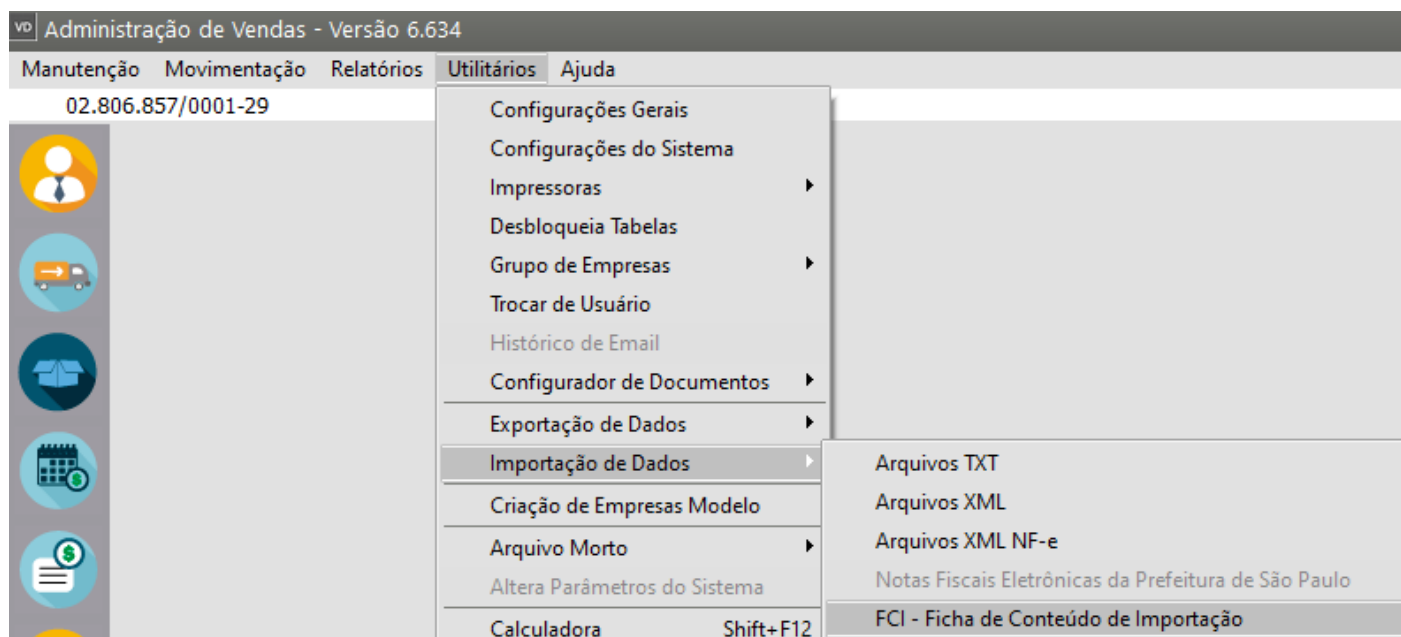 VD Administração de Vendas - Versão 6.634
Manutenção Movimentação Relatórios Utilitários Ajuda
02.806.857/0001-29
Configurações Gerais
Configurações do Sistema
Impressoras
Desbloqueia Tabelas
Grupo de Empresas
Trocar de Usuário
Histórico de Email
Configurador de Documentos
Exportação de Dados
Importação de Dados
Criação de Empresas Modelo
Arquivo Morto
Altera Parâmetros do Sistema
Calculadora Shift+F12
Arquivos TXT
Arquivos XML
Arquivos XML NF-e
Notas Fiscais Eletrônicas da Prefeitura de São Paulo
FCI - Ficha de Conteúdo de Importação